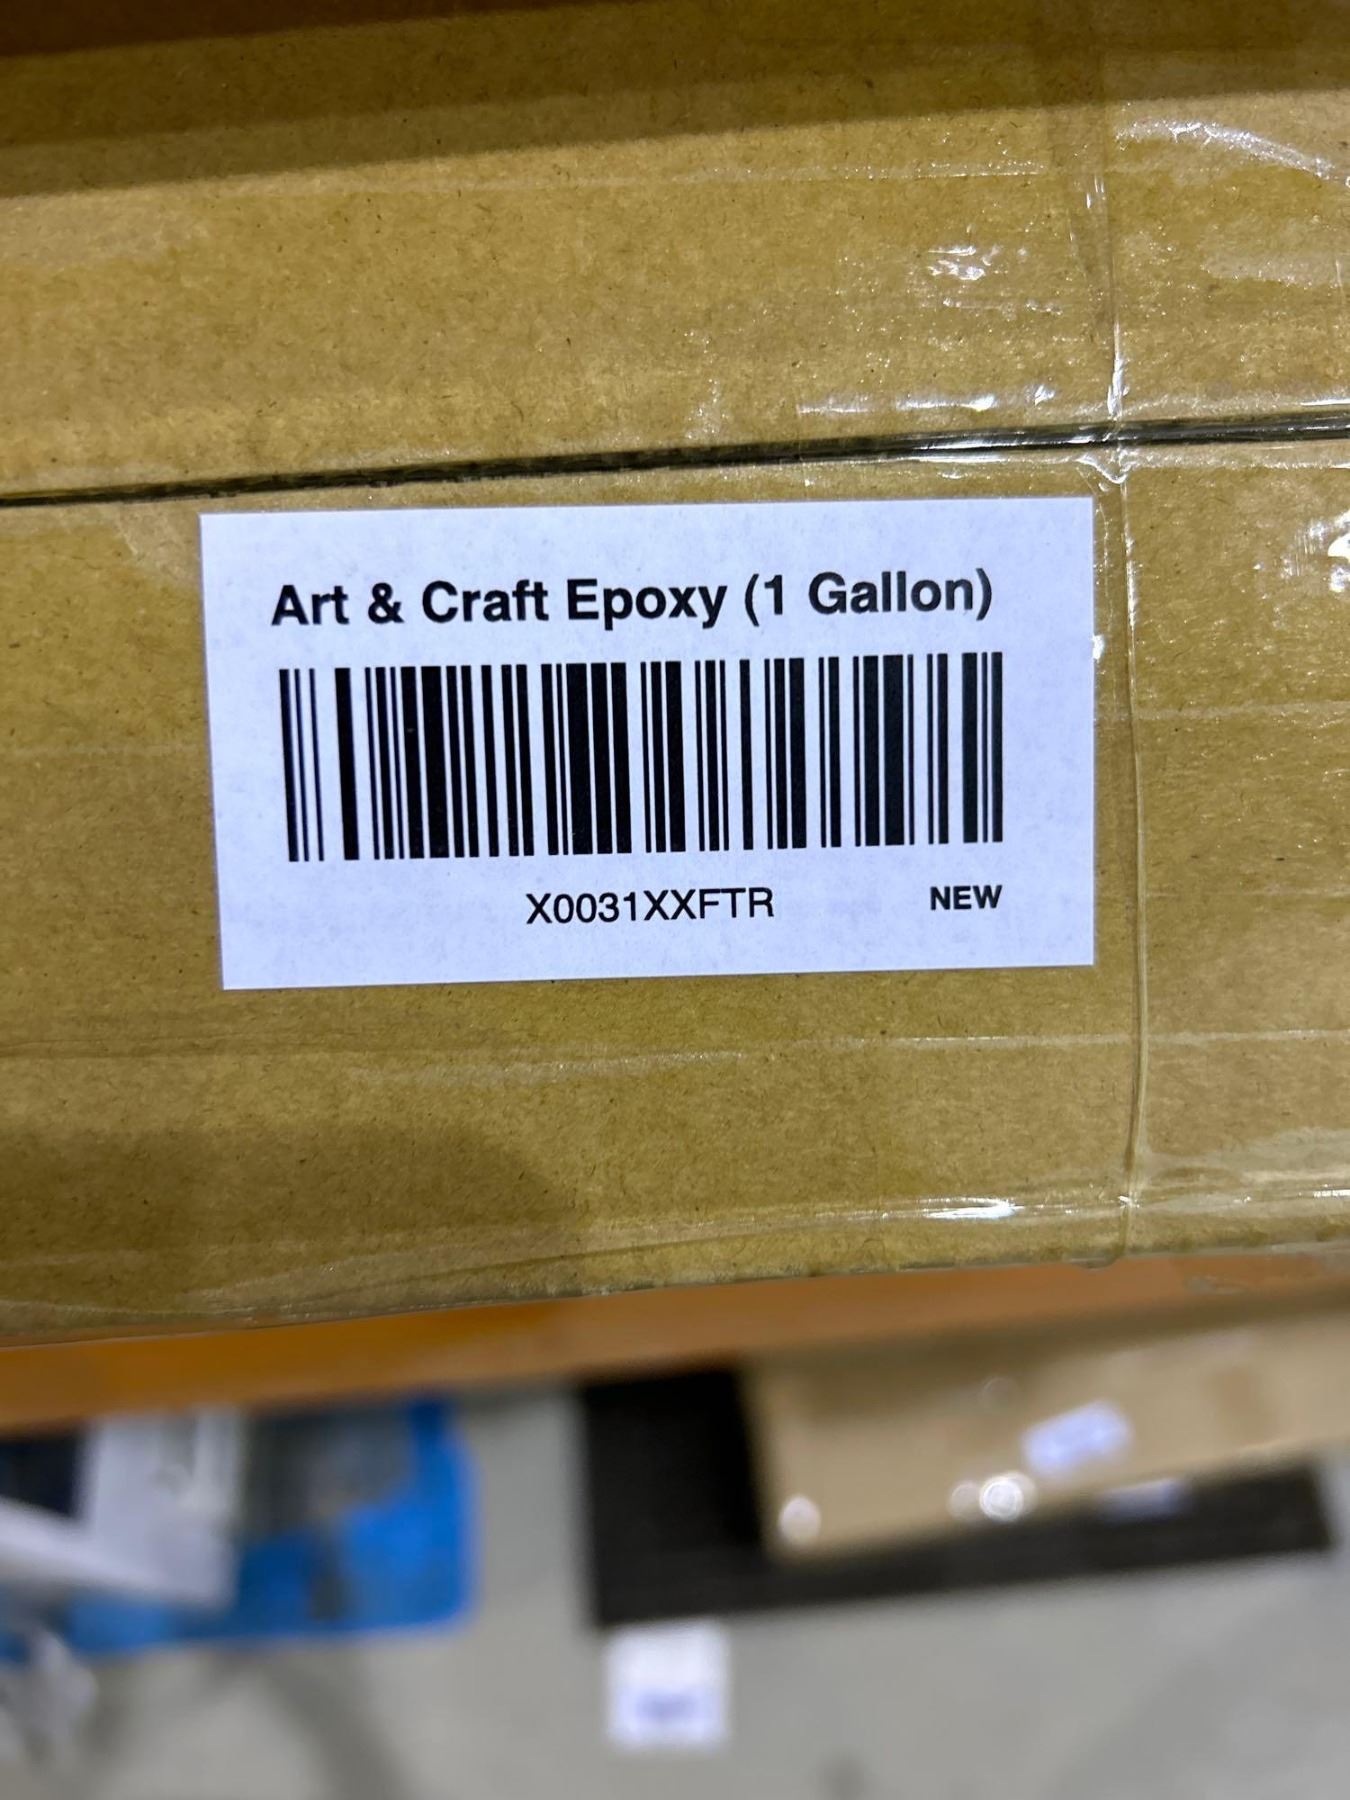 Art & Craft Epoxy (1 Gallon)
X0031XXFTR
NEW